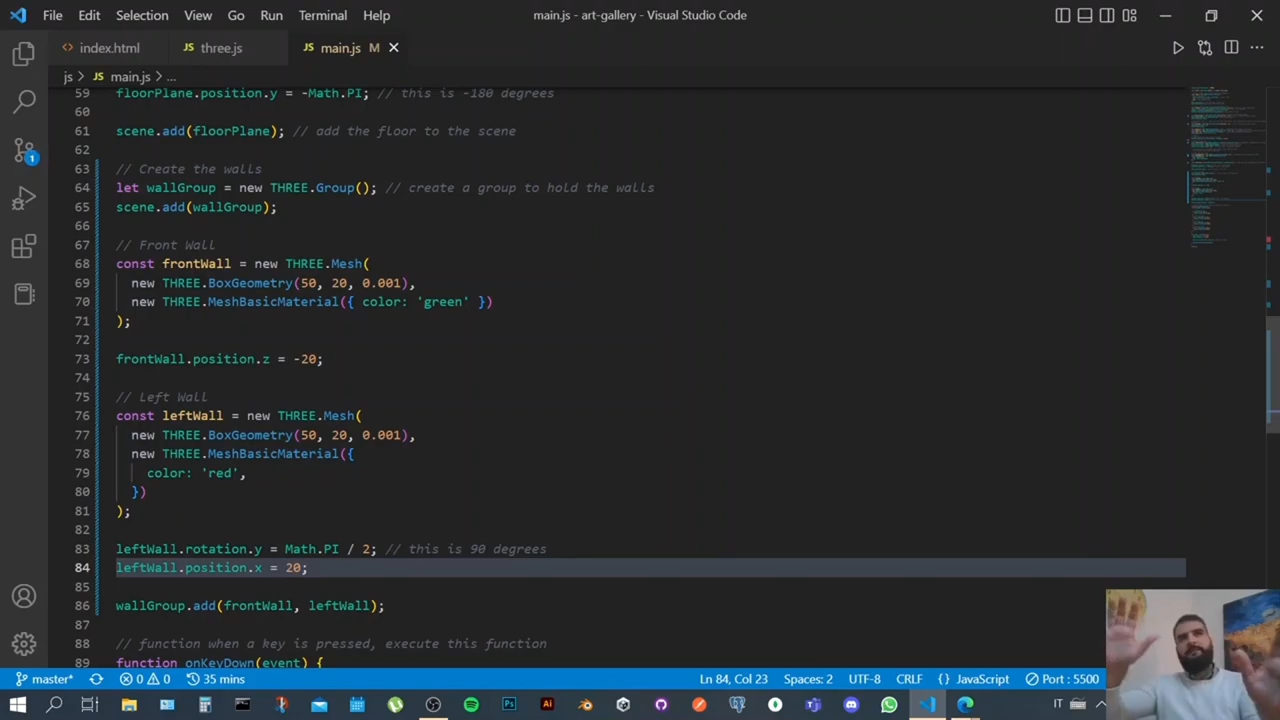 File Edit Selection View Go Run Terminal Help
main.js - art-gallery - Visual Studio Code
index.html
JS three.js
JS main.js M
js > JS main.js > ...
59 floorPlane.position.y = -Math.PI; // this is -180 degrees
60
61 scene.add(floorPlane); // add the floor to the scene
62
63 // Create the walls
64 let wallGroup = new THREE.Group(); // create a group to hold the walls
65 scene.add(wallGroup);
66
67 // Front Wall
68 const frontWall = new THREE.Mesh(
69 new THREE.BoxGeometry(50, 20, 0.001),
70 new THREE.MeshBasicMaterial({ color: 'green' })
71 );
72
73 frontWall.position.z = -20;
74
75 // Left Wall
76 const leftWall = new THREE.Mesh(
77 new THREE.BoxGeometry(50, 20, 0.001),
78 new THREE.MeshBasicMaterial({
79 color: 'red',
80 })
81 );
82
83 leftWall.rotation.y = Math.PI / 2; // this is 90 degrees
84 leftWall.position.x = 20;
85
86 wallGroup.add(frontWall, leftWall);
87
88 // function when a key is pressed, execute this function
89 function onKeyDown(event) {
1
master* 0 0 35 mins
Ln 84, Col 23 Spaces: 2 UTF-8 CRLF {} JavaScript Port : 5500
Ps Ai
IT